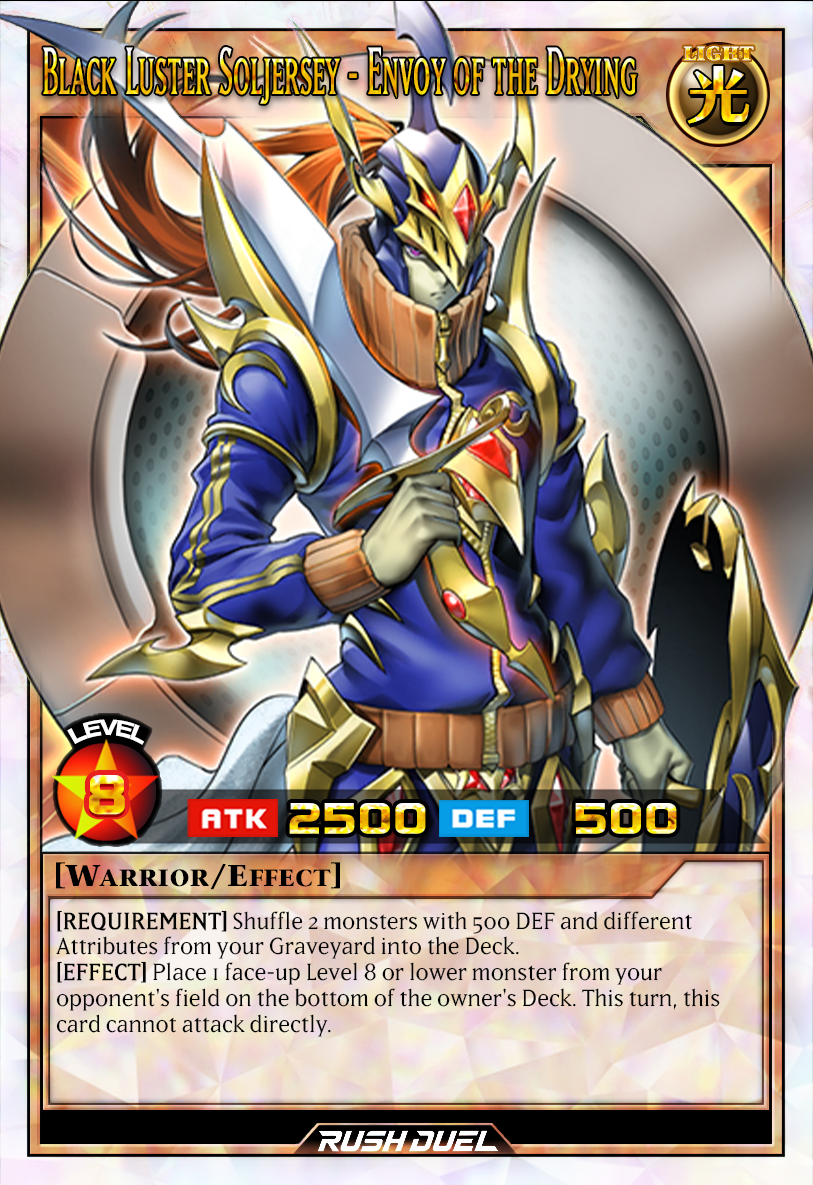 Black Luster Soljersey - Envoy of the Drying
LIGHT
光
LEVEL
8
ATK 2500 DEF 500
[Warrior/Effect]
[REQUIREMENT] Shuffle 2 monsters with 500 DEF and different
Attributes from your Graveyard into the Deck.
[EFFECT] Place 1 face-up Level 8 or lower monster from your
opponent's field on the bottom of the owner's Deck. This turn, this
card cannot attack directly.
RUSH DUEL